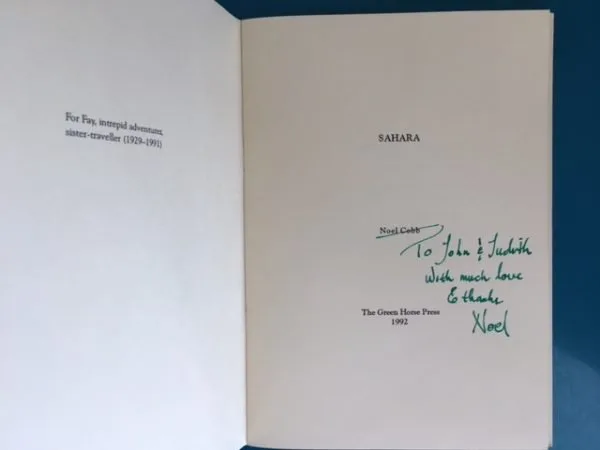 For Fay, intrepid adventurer,
sister-traveller (1929–1991)
SAHARA
Noel Cobb
To John & Judith
With much love
& thanks
Noel
The Green Horse Press
1992